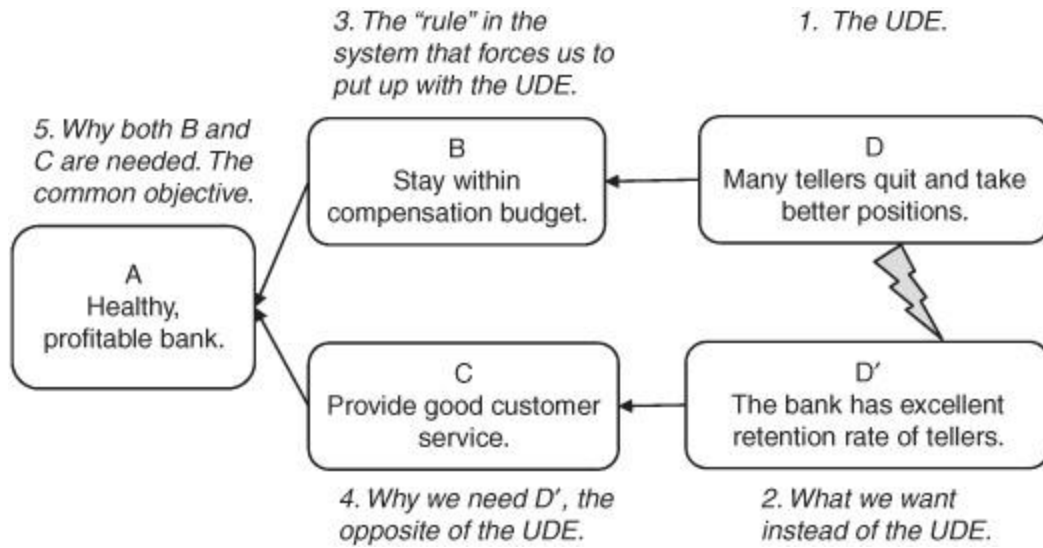 3. The “rule” in the
system that forces us to
put up with the UDE.
1. The UDE.
5. Why both B and
C are needed. The
common objective.
B
Stay within
compensation budget.
D
Many tellers quit and take
better positions.
A
Healthy,
profitable bank.
C
Provide good customer
service.
D′
The bank has excellent
retention rate of tellers.
4. Why we need D′, the
opposite of the UDE.
2. What we want
instead of the UDE.